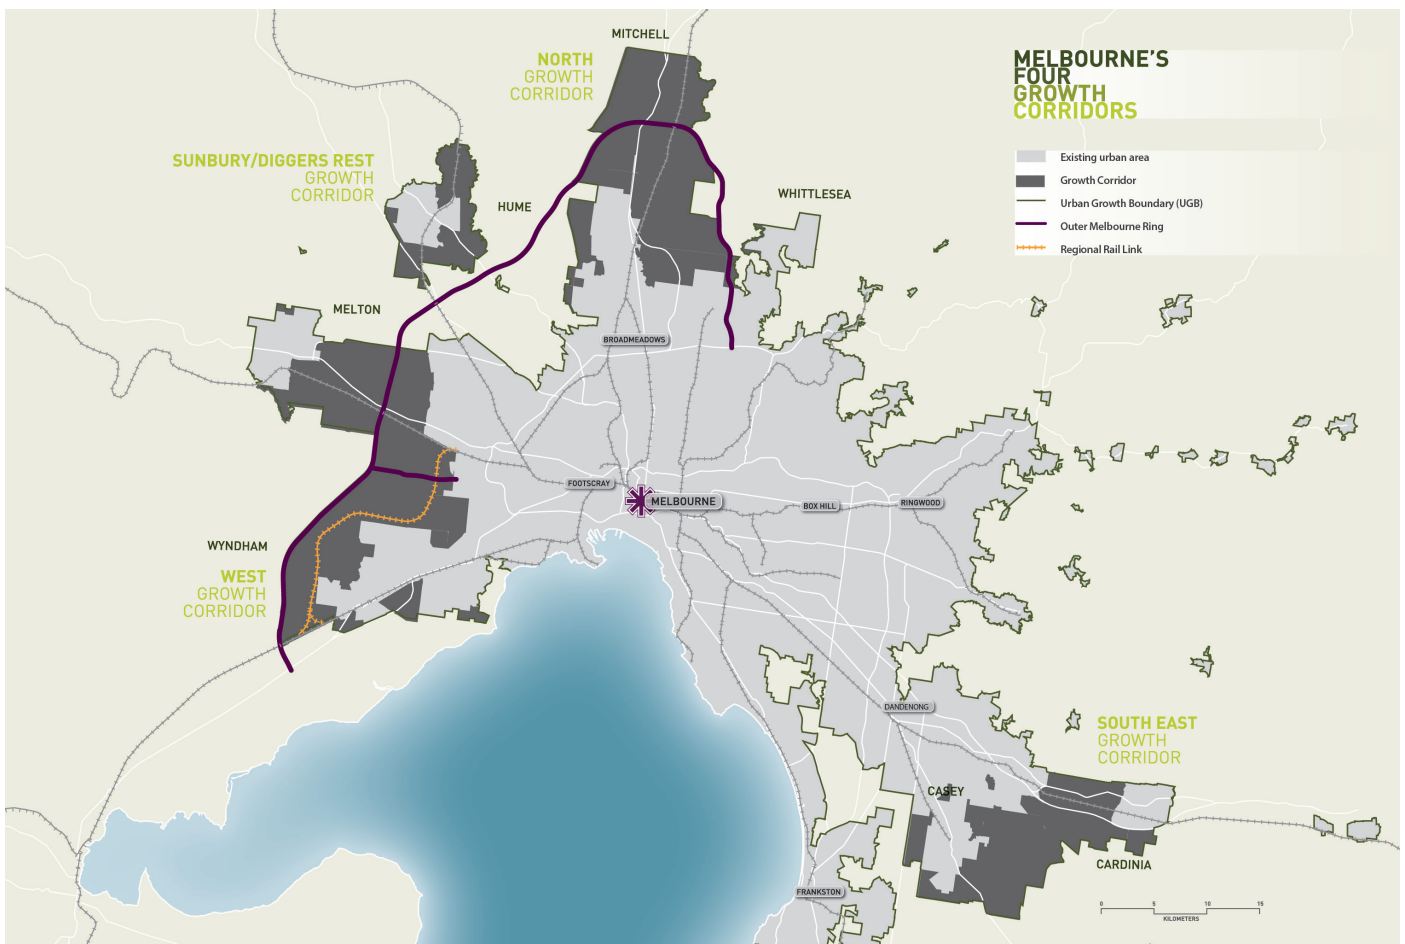 MITCHELL
NORTH
GROWTH
CORRIDOR
MELBOURNE'S
FOUR
GROWTH
CORRIDORS
SUNBURY/DIGGERS REST
GROWTH
CORRIDOR
Existing urban area
Growth Corridor
Urban Growth Boundary (UGB)
Outer Melbourne Ring
Regional Rail Link
WHITTLESEA
HUME
MELTON
BROADMEADOWS
FOOTSCRAY
MELBOURNE
BOX HILL
RINGWOOD
WYNDHAM
WEST
GROWTH
CORRIDOR
DANDENONG
SOUTH EAST
GROWTH
CORRIDOR
CASEY
CARDINIA
FRANKSTON
0 5 10 15
KILOMETERS